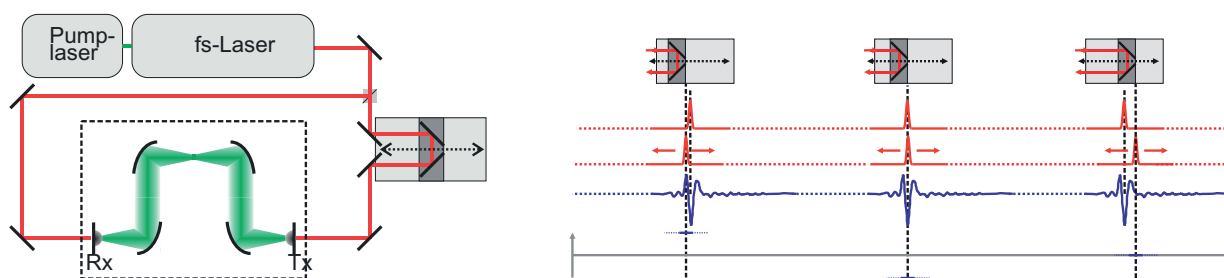 Pump-
laser
fs-Laser
Rx
Tx